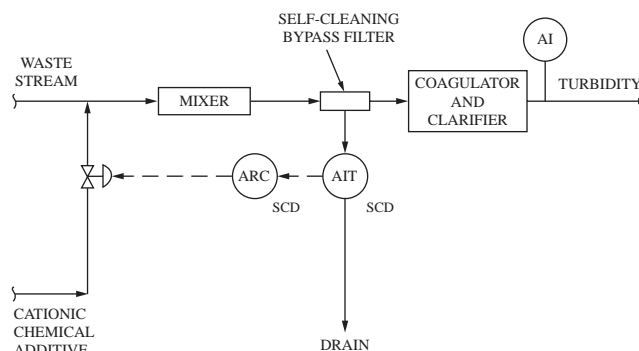 SELF-CLEANING
BYPASS FILTER
AI
WASTE
STREAM
MIXER
COAGULATOR
AND
CLARIFIER
TURBIDITY
ARC
AIT
SCD
SCD
CATIONIC
CHEMICAL
ADDITIVE
DRAIN